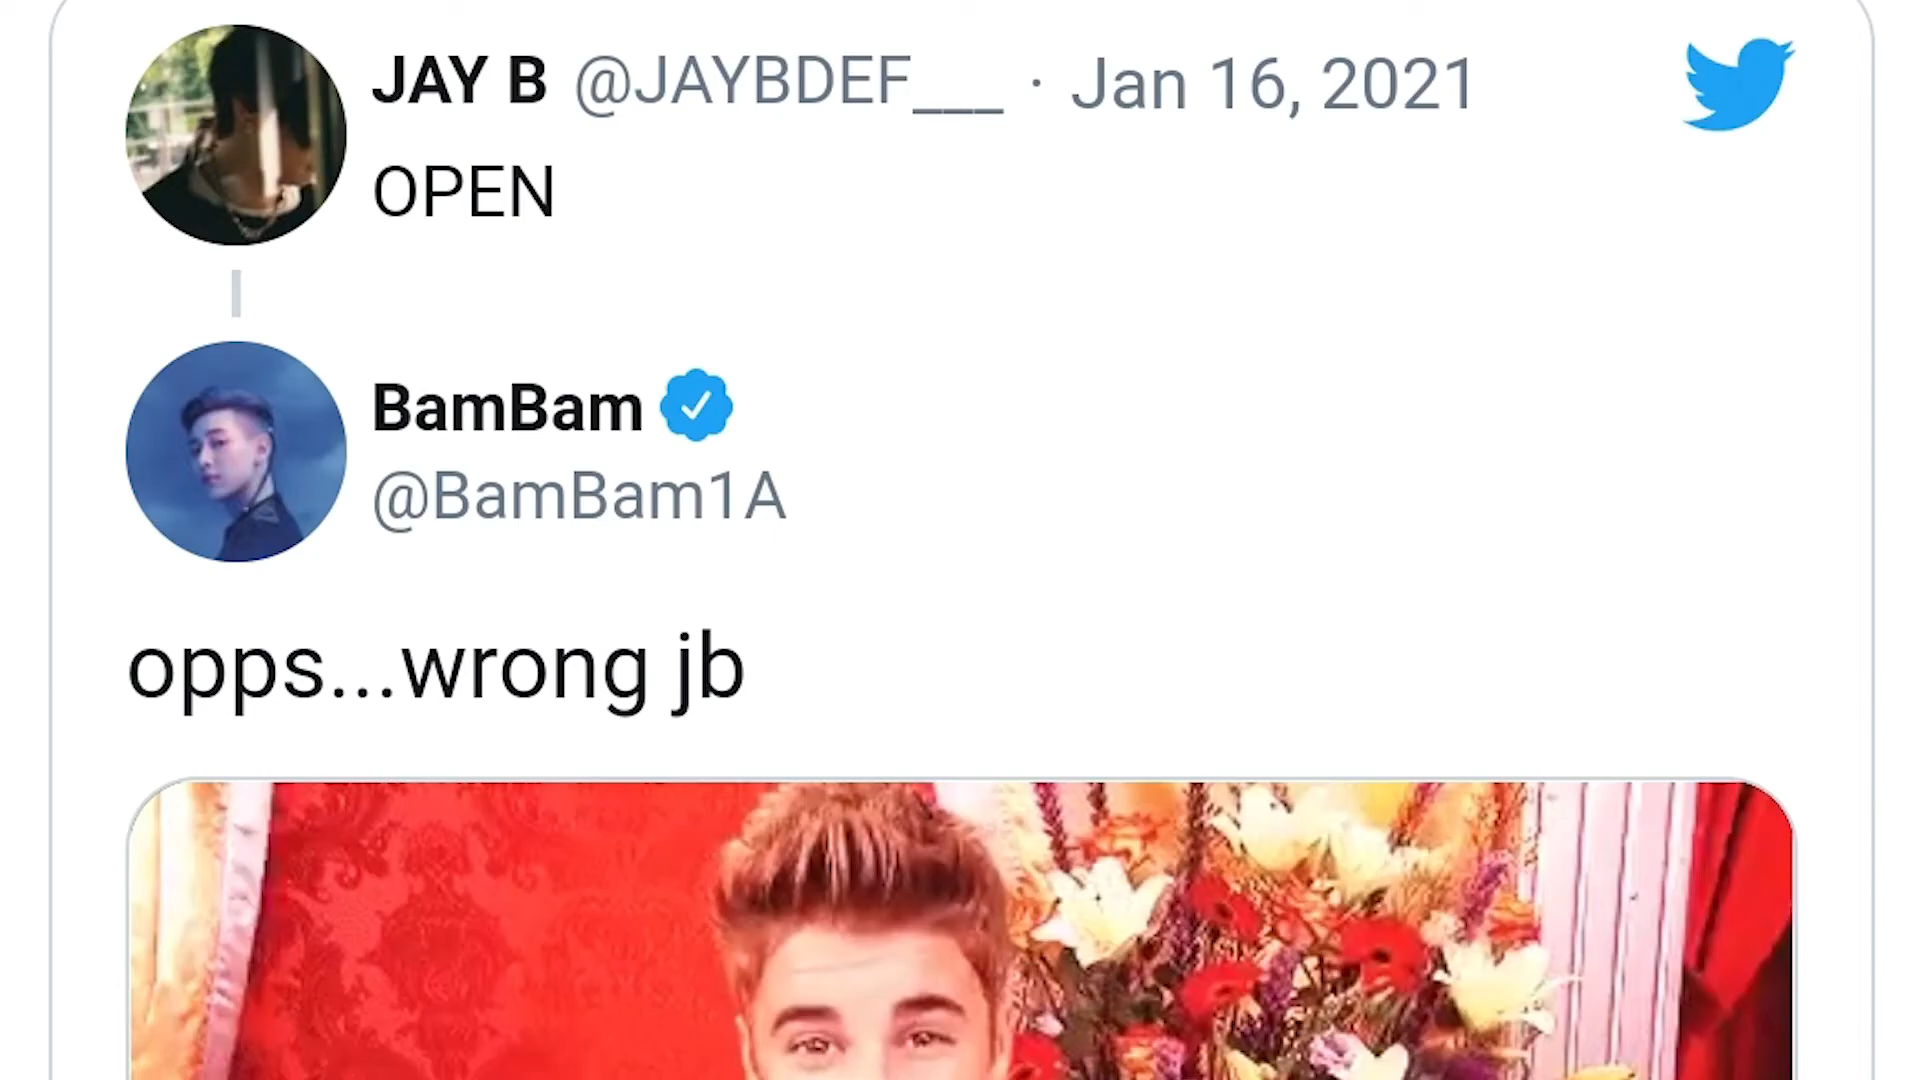 JAY B @JAYBDEF___ · Jan 16, 2021
OPEN
BamBam
@BamBam1A
opps...wrong jb